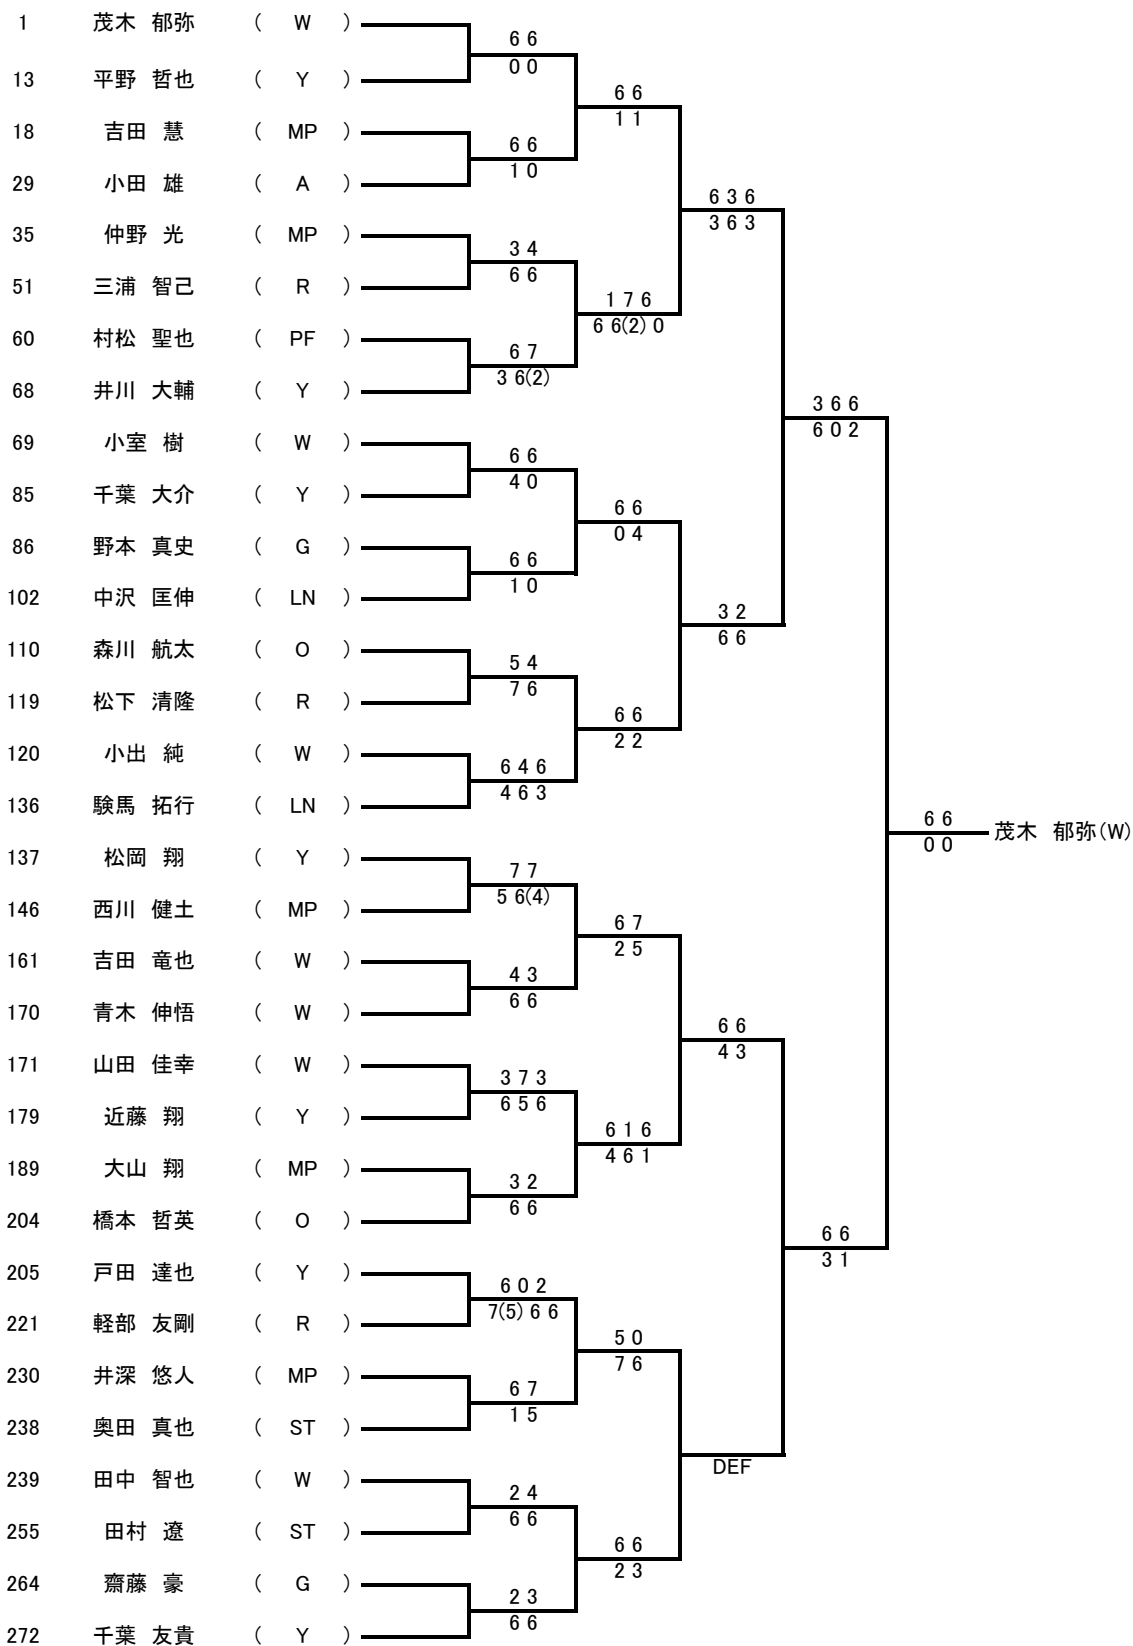 1 茂木 郁弥 ( W )
6 6
0 0
13 平野 哲也 ( Y )
6 6
1 1
18 吉田 慧 ( MP )
6 6
1 0
29 小田 雄 ( A )
6 3 6
3 6 3
35 仲野 光 ( MP )
3 4
6 6
51 三浦 智己 ( R )
1 7 6
6 6(2) 0
60 村松 聖也 ( PF )
6 7
3 6(2)
68 井川 大輔 ( Y )
3 6 6
6 0 2
69 小室 樹 ( W )
6 6
4 0
85 千葉 大介 ( Y )
6 6
0 4
86 野本 真史 ( G )
6 6
1 0
102 中沢 匡伸 ( LN )
3 2
6 6
110 森川 航太 ( O )
5 4
7 6
119 松下 清隆 ( R )
6 6
2 2
120 小出 純 ( W )
6 4 6
4 6 3
136 験馬 拓行 ( LN )
6 6
0 0
茂木 郁弥(W)
137 松岡 翔 ( Y )
7 7
5 6(4)
146 西川 健土 ( MP )
6 7
2 5
161 吉田 竜也 ( W )
4 3
6 6
170 青木 伸悟 ( W )
6 6
4 3
171 山田 佳幸 ( W )
3 7 3
6 5 6
179 近藤 翔 ( Y )
6 1 6
4 6 1
189 大山 翔 ( MP )
3 2
6 6
204 橋本 哲英 ( O )
6 6
3 1
205 戸田 達也 ( Y )
6 0 2
7(5) 6 6
221 軽部 友剛 ( R )
5 0
7 6
230 井深 悠人 ( MP )
6 7
1 5
238 奥田 真也 ( ST )
DEF
239 田中 智也 ( W )
2 4
6 6
255 田村 遼 ( ST )
6 6
2 3
264 齋藤 豪 ( G )
2 3
6 6
272 千葉 友貴 ( Y )